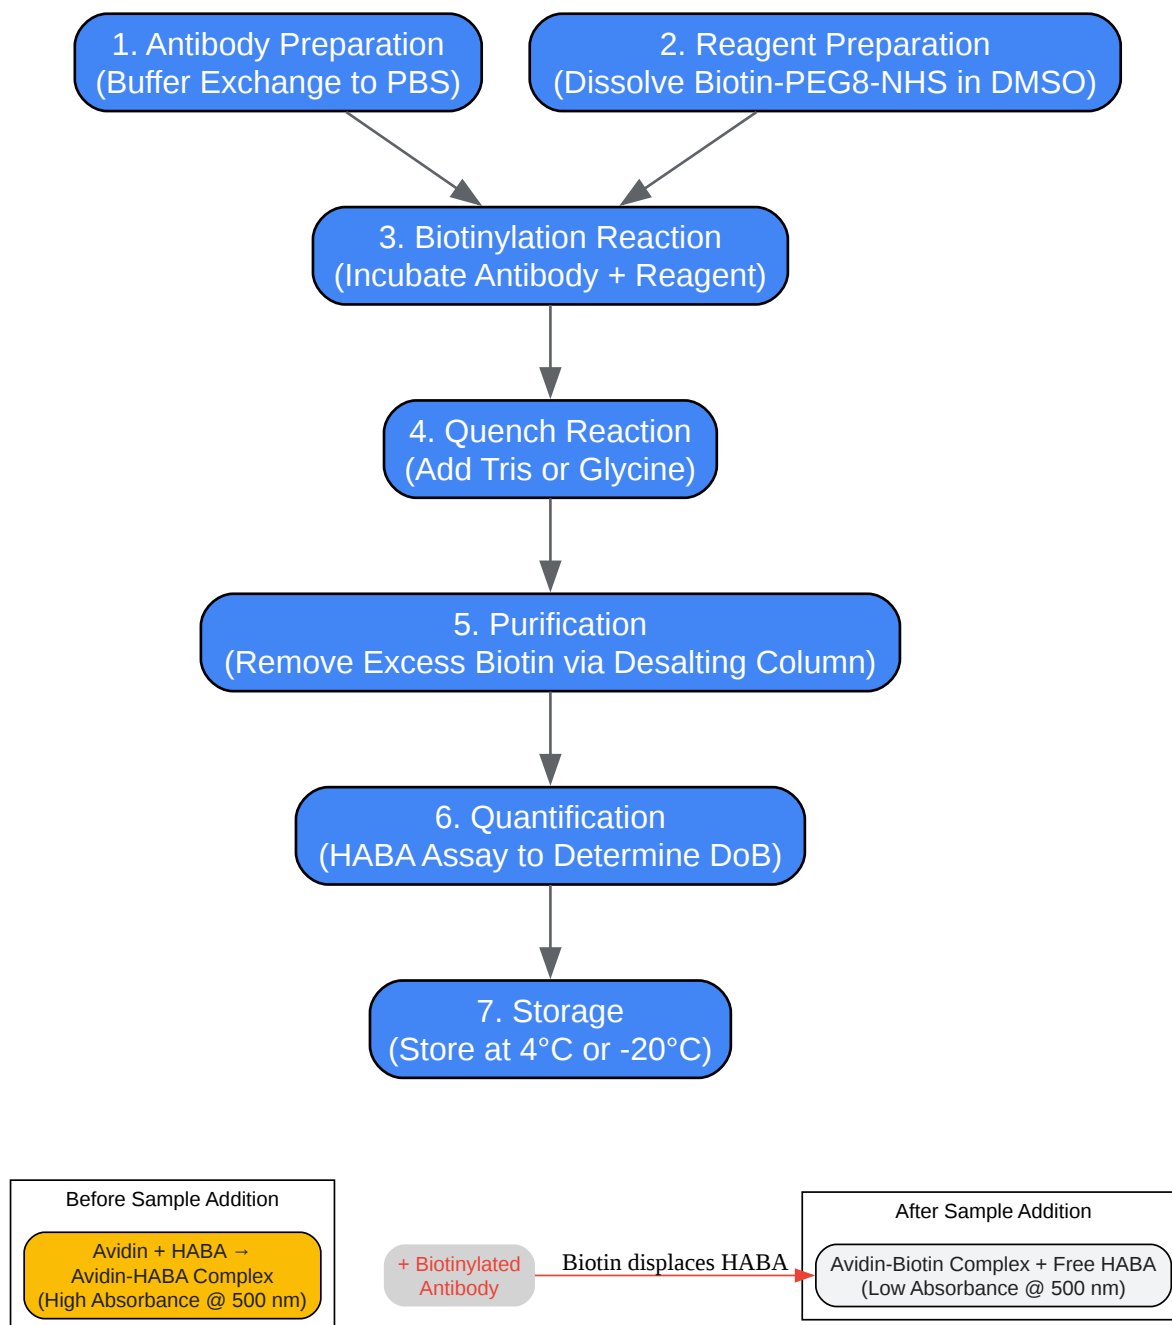 1. Antibody Preparation
(Buffer Exchange to PBS)
2. Reagent Preparation
(Dissolve Biotin-PEG8-NHS in DMSO)
3. Biotinylation Reaction
(Incubate Antibody + Reagent)
4. Quench Reaction
(Add Tris or Glycine)
5. Purification
(Remove Excess Biotin via Desalting Column)
6. Quantification
(HABA Assay to Determine DoB)
7. Storage
(Store at 4°C or -20°C)
Before Sample Addition
Avidin + HABA →
Avidin-HABA Complex
(High Absorbance @ 500 nm)
+ Biotinylated
Antibody
Biotin displaces HABA
After Sample Addition
Avidin-Biotin Complex + Free HABA
(Low Absorbance @ 500 nm)